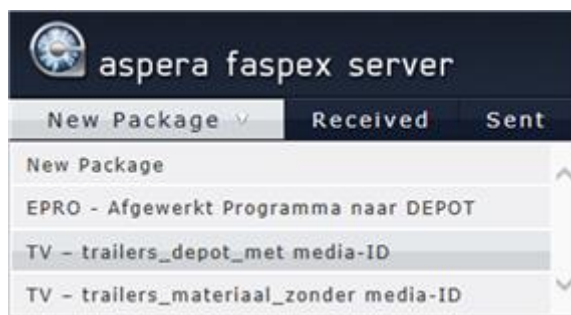 aspera faspex server
New Package Received Sent
New Package
EPRO - Afgewerkt Programma naar DEPOT
TV – trailers_depot_met media-ID
TV – trailers_materiaal_zonder media-ID